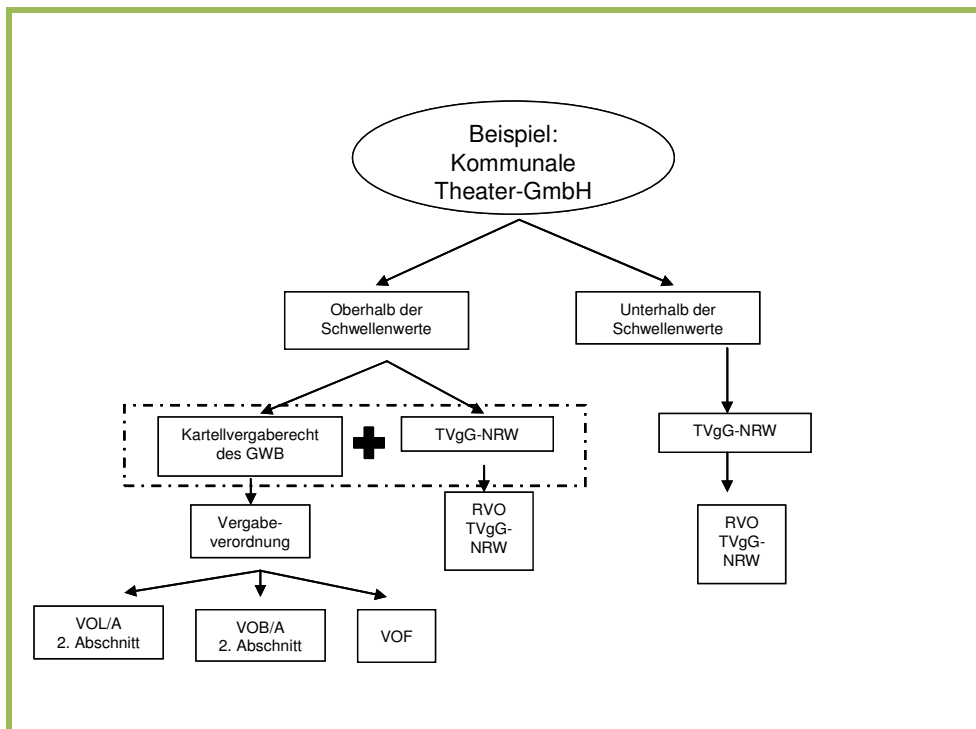 Beispiel:
Kommunale
Theater-GmbH
Oberhalb der
Schwellenwerte
Unterhalb der
Schwellenwerte
Kartellvergaberecht
des GWB
TVgG-NRW
TVgG-NRW
Vergabe-
verordnung
RVO
TVgG-
NRW
RVO
TVgG-
NRW
VOL/A
2. Abschnitt
VOB/A
2. Abschnitt
VOF